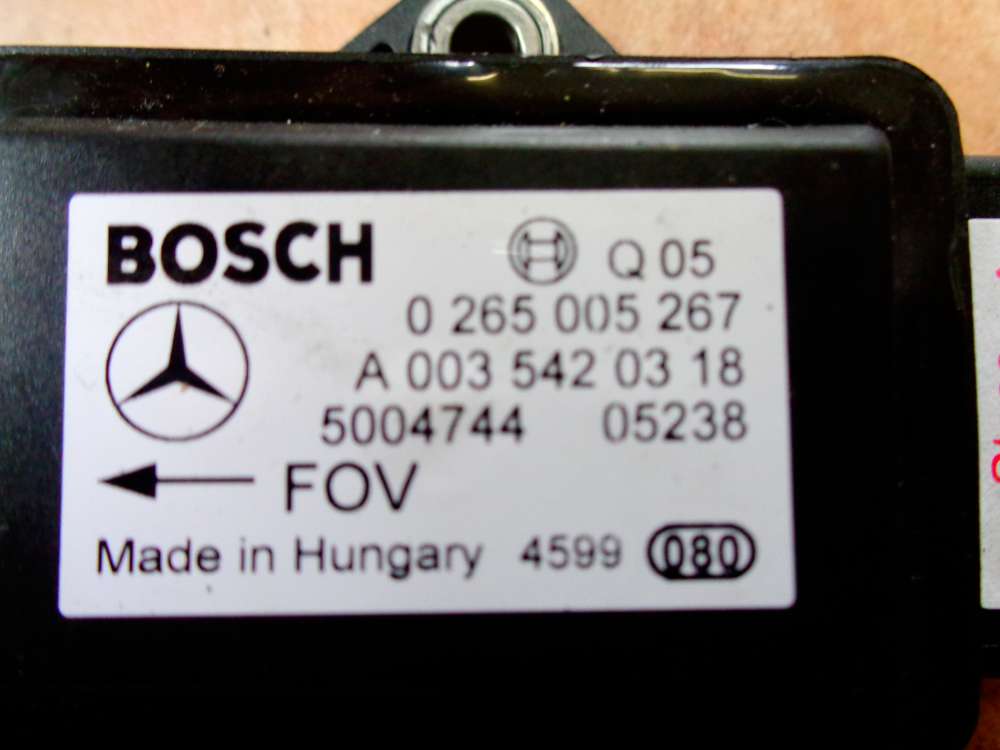 BOSCH Q 05
0 265 005 267
A 003 542 03 18
5004744 05238
FOV
Made in Hungary 4599 080